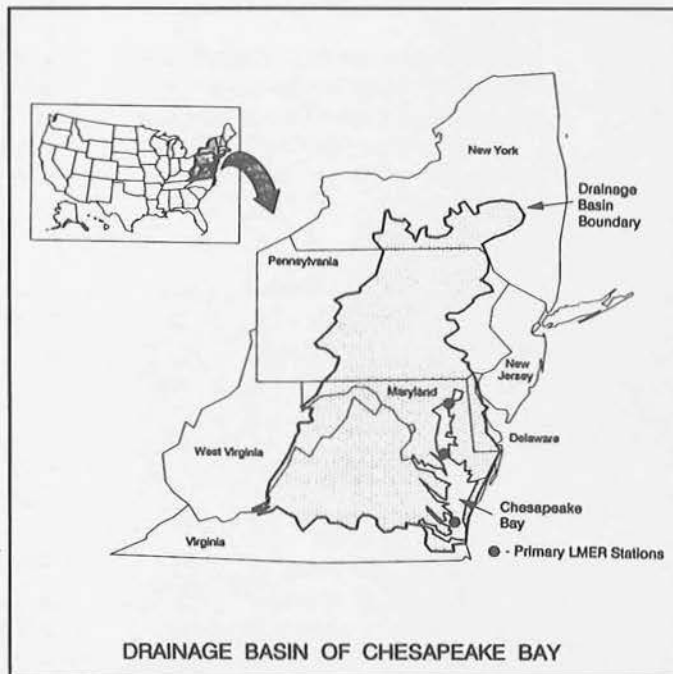 New York
Drainage
Basin
Boundary
Pennsylvania
New
Jersey
Maryland
Delaware
West Virginia
Chesapeake
Bay
Virginia
- Primary LMER Stations
DRAINAGE BASIN OF CHESAPEAKE BAY